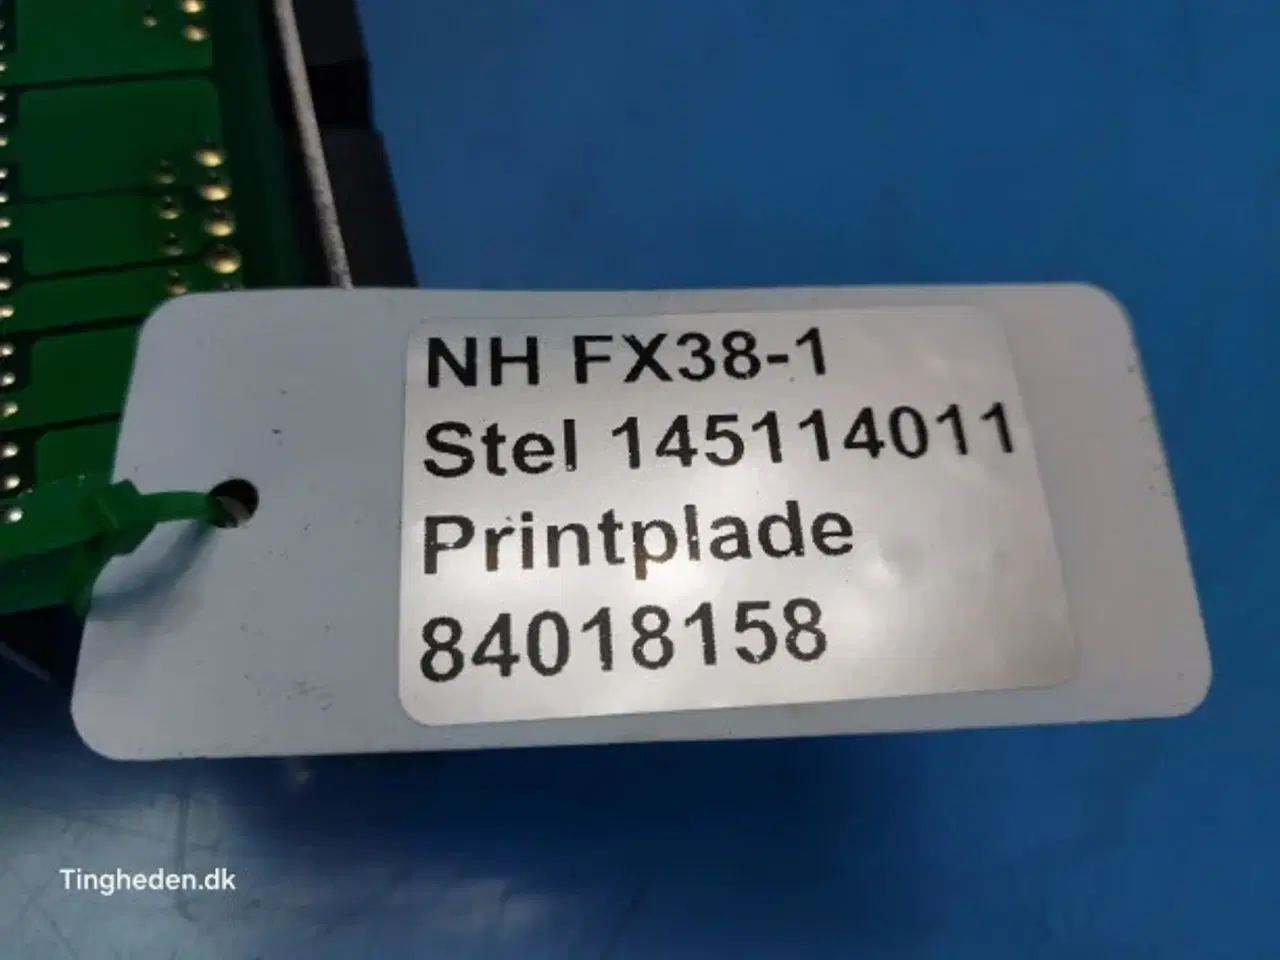 NH FX38-1
Stel 145114011
Printplade
84018158
Tingheden.dk